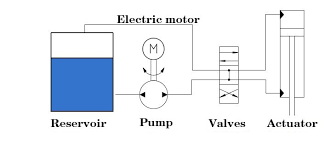 Electric motor
M
Reservoir Pump Valves Actuator